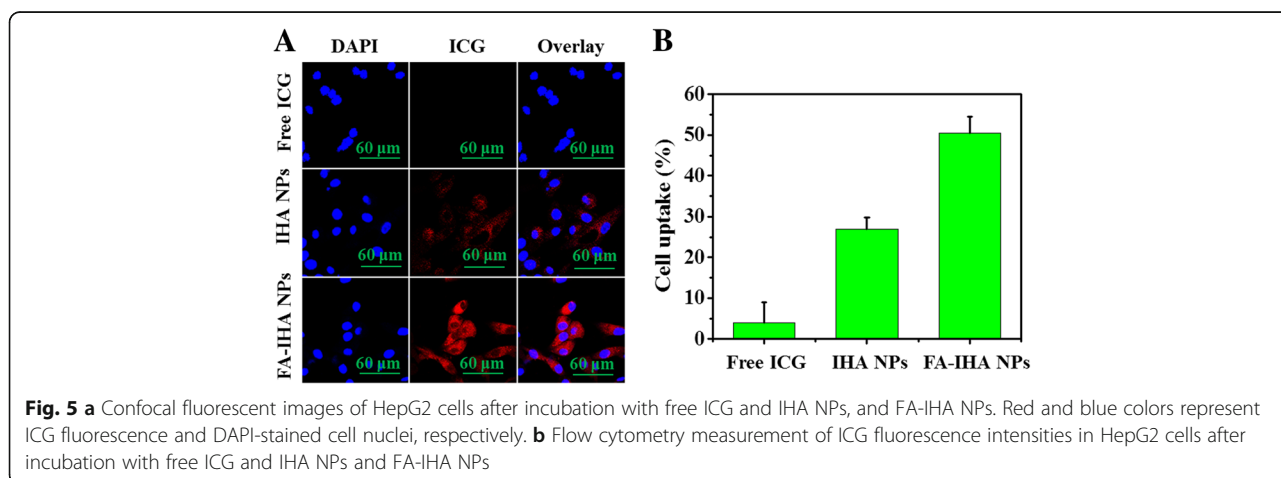 A
DAPI ICG Overlay
Free ICG
60 μm 60 μm 60 μm
IHA NPs
60 μm 60 μm 60 μm
FA-IHA NPs
60 μm 60 μm 60 μm
B
Cell uptake (%)
60
50
40
30
20
10
0
Free ICG IHA NPs FA-IHA NPs
Fig. 5 a Confocal fluorescent images of HepG2 cells after incubation with free ICG and IHA NPs, and FA-IHA NPs. Red and blue colors represent
ICG fluorescence and DAPI-stained cell nuclei, respectively. b Flow cytometry measurement of ICG fluorescence intensities in HepG2 cells after
incubation with free ICG and IHA NPs and FA-IHA NPs